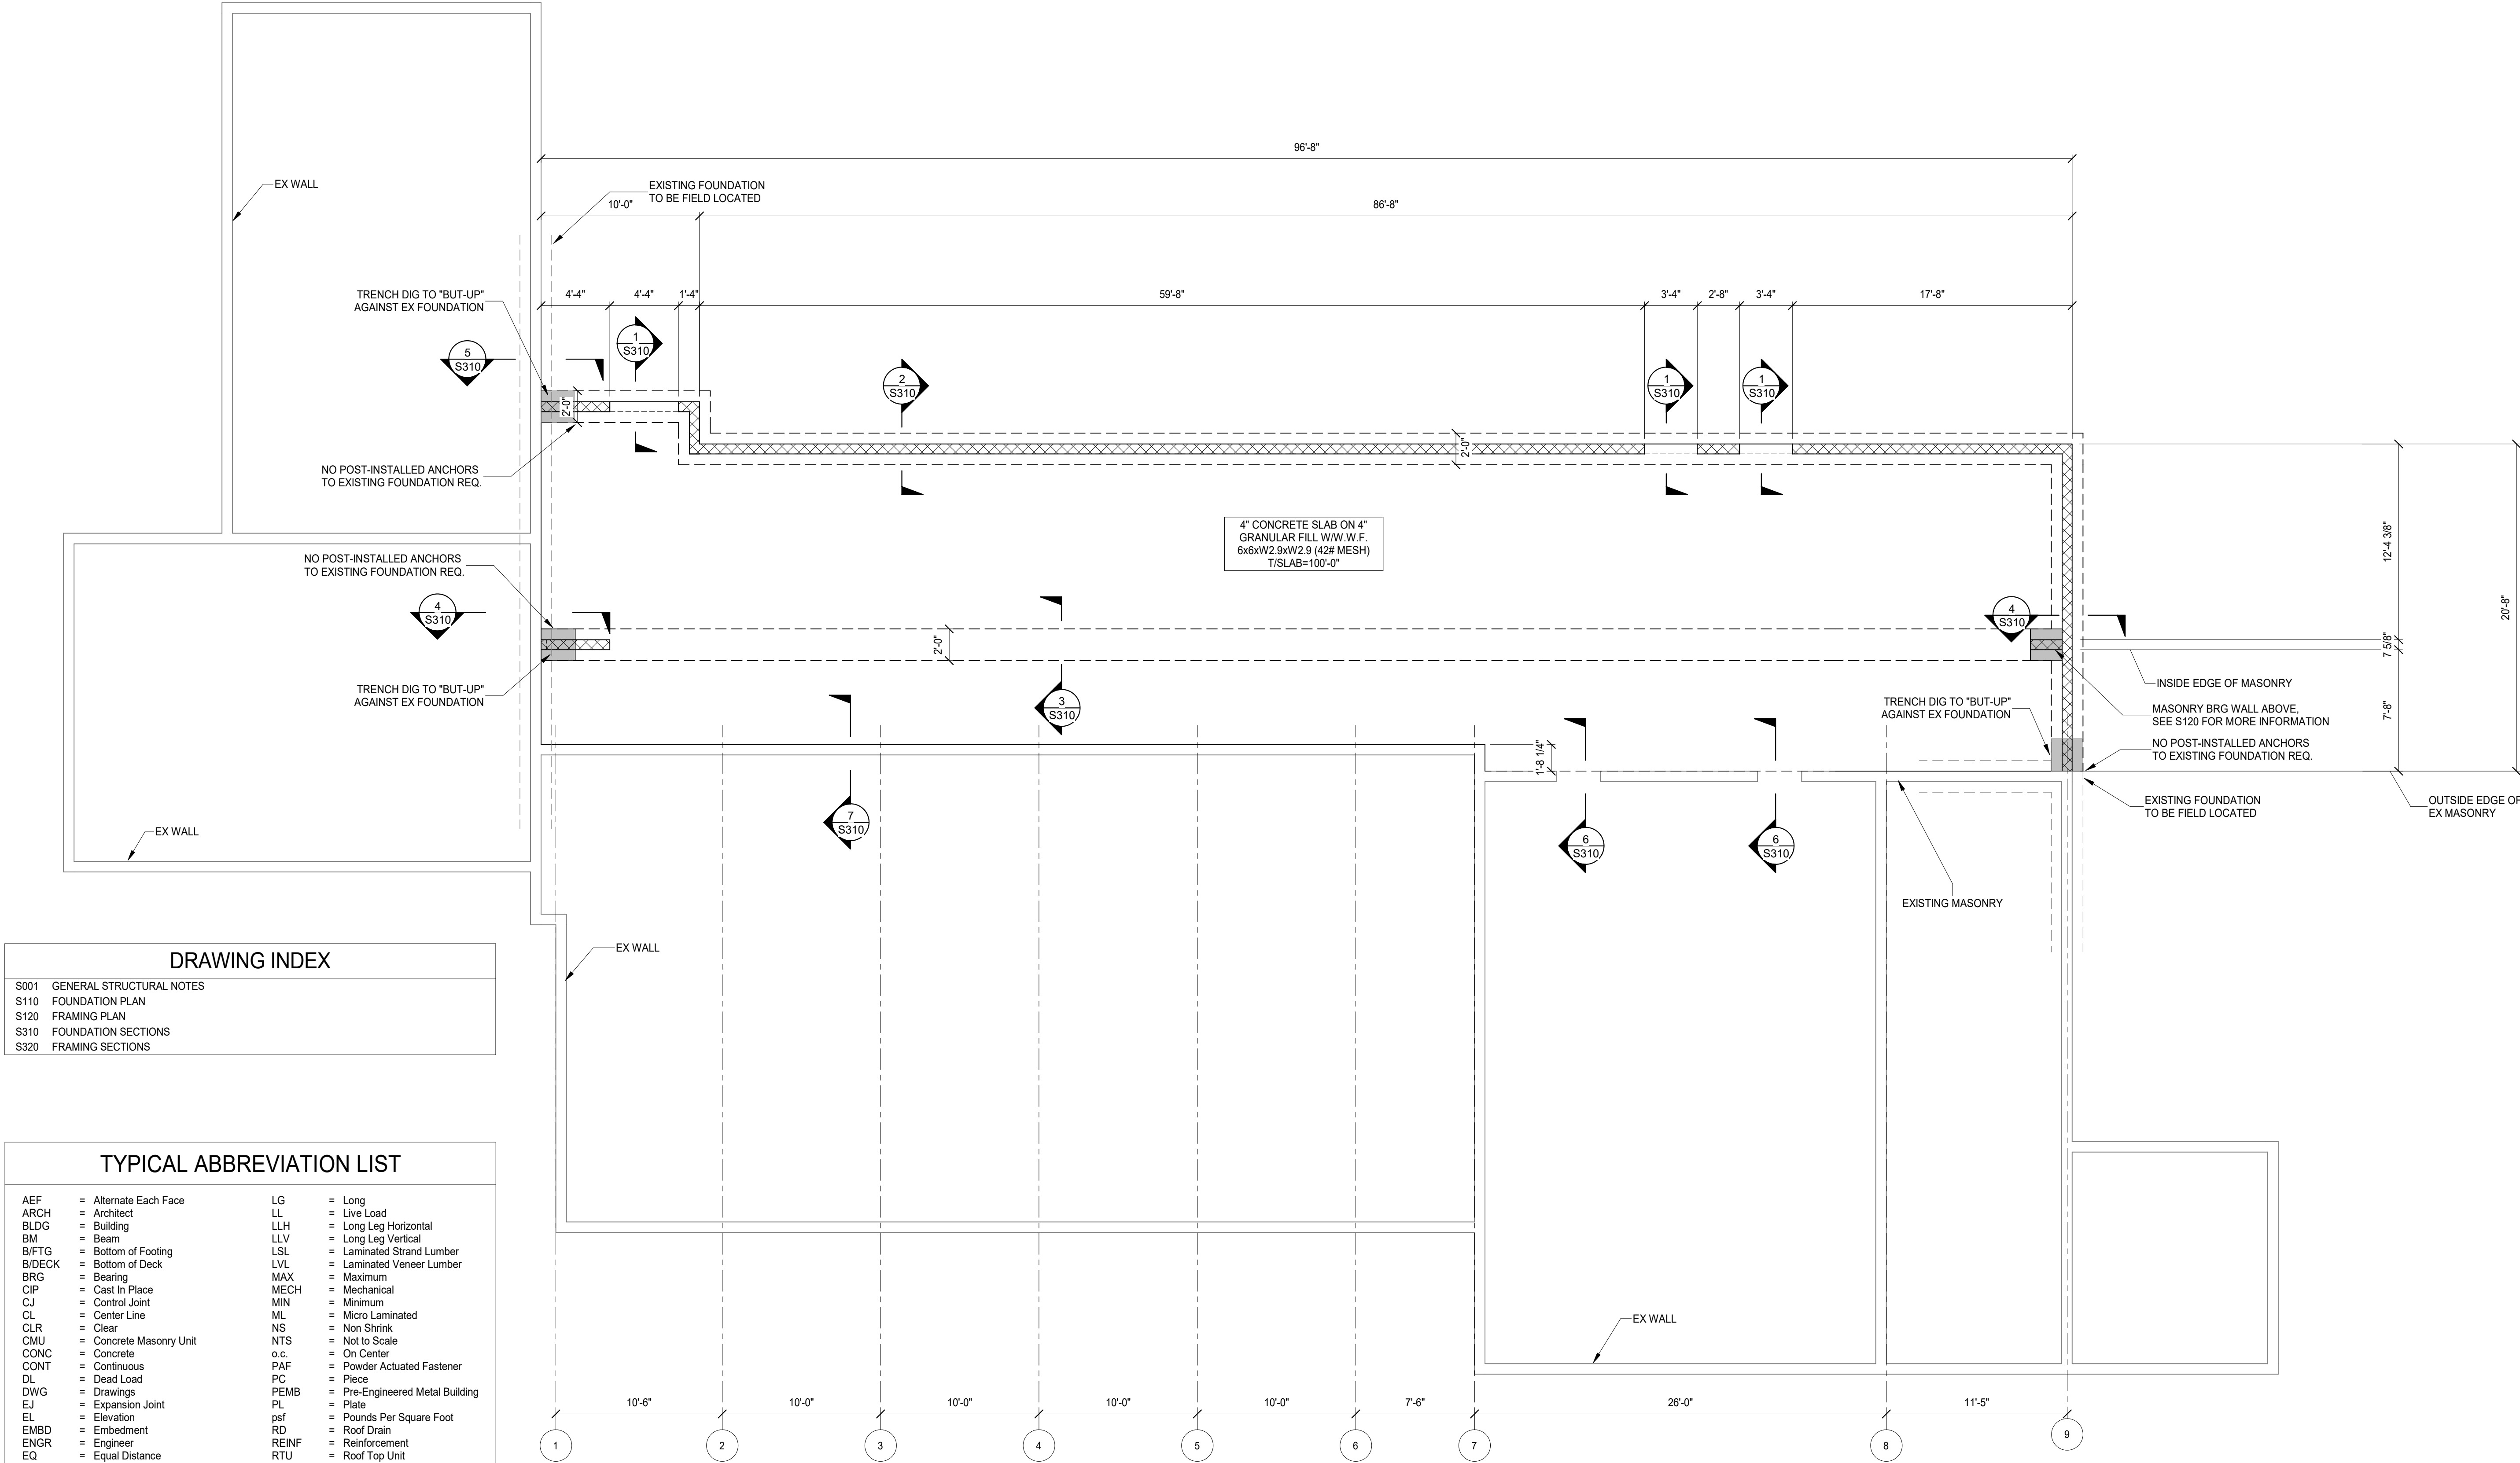 96'-8"
EX WALL
EXISTING FOUNDATION
TO BE FIELD LOCATED
10'-0"
86'-8"
TRENCH DIG TO "BUT-UP"
AGAINST EX FOUNDATION
4'-4"
4'-4"
1'-4"
59'-8"
3'-4"
2'-8"
3'-4"
17'-8"
5
S310
1
S310
2
S310
1
S310
1
S310
2'-0"
2'-0"
NO POST-INSTALLED ANCHORS
TO EXISTING FOUNDATION REQ.
4" CONCRETE SLAB ON 4"
GRANULAR FILL W/W.W.F.
6x6xW2.9xW2.9 (42# MESH)
T/SLAB=100'-0"
12'-4 3/8"
20'-8"
NO POST-INSTALLED ANCHORS
TO EXISTING FOUNDATION REQ.
4
S310
2'-0"
4
S310
7 5/8"
TRENCH DIG TO "BUT-UP"
AGAINST EX FOUNDATION
3
S310
INSIDE EDGE OF MASONRY
TRENCH DIG TO "BUT-UP"
AGAINST EX FOUNDATION
MASONRY BRG WALL ABOVE,
SEE S120 FOR MORE INFORMATION
7'-8"
NO POST-INSTALLED ANCHORS
TO EXISTING FOUNDATION REQ.
1'-8 1/4"
EXISTING FOUNDATION
TO BE FIELD LOCATED
OUTSIDE EDGE OF
EX MASONRY
EX WALL
7
S310
6
S310
6
S310
EXISTING MASONRY
EX WALL
DRAWING INDEX
S001 GENERAL STRUCTURAL NOTES
S110 FOUNDATION PLAN
S120 FRAMING PLAN
S310 FOUNDATION SECTIONS
S320 FRAMING SECTIONS
TYPICAL ABBREVIATION LIST
AEF = Alternate Each Face
ARCH = Architect
BLDG = Building
BM = Beam
B/FTG = Bottom of Footing
B/DECK = Bottom of Deck
BRG = Bearing
CIP = Cast In Place
CJ = Control Joint
CL = Center Line
CLR = Clear
CMU = Concrete Masonry Unit
CONC = Concrete
CONT = Continuous
DL = Dead Load
DWG = Drawings
EJ = Expansion Joint
EL = Elevation
EMBD = Embedment
ENGR = Engineer
EQ = Equal Distance
LG = Long
LL = Live Load
LLH = Long Leg Horizontal
LLV = Long Leg Vertical
LSL = Laminated Strand Lumber
LVL = Laminated Veneer Lumber
MAX = Maximum
MECH = Mechanical
MIN = Minimum
ML = Micro Laminated
NS = Non Shrink
NTS = Not to Scale
o.c. = On Center
PAF = Powder Actuated Fastener
PC = Piece
PEMB = Pre-Engineered Metal Building
PL = Plate
psf = Pounds Per Square Foot
RD = Roof Drain
REINF = Reinforcement
RTU = Roof Top Unit
EX WALL
10'-6"
10'-0"
10'-0"
10'-0"
10'-0"
7'-6"
26'-0"
11'-5"
1
2
3
4
5
6
7
8
9